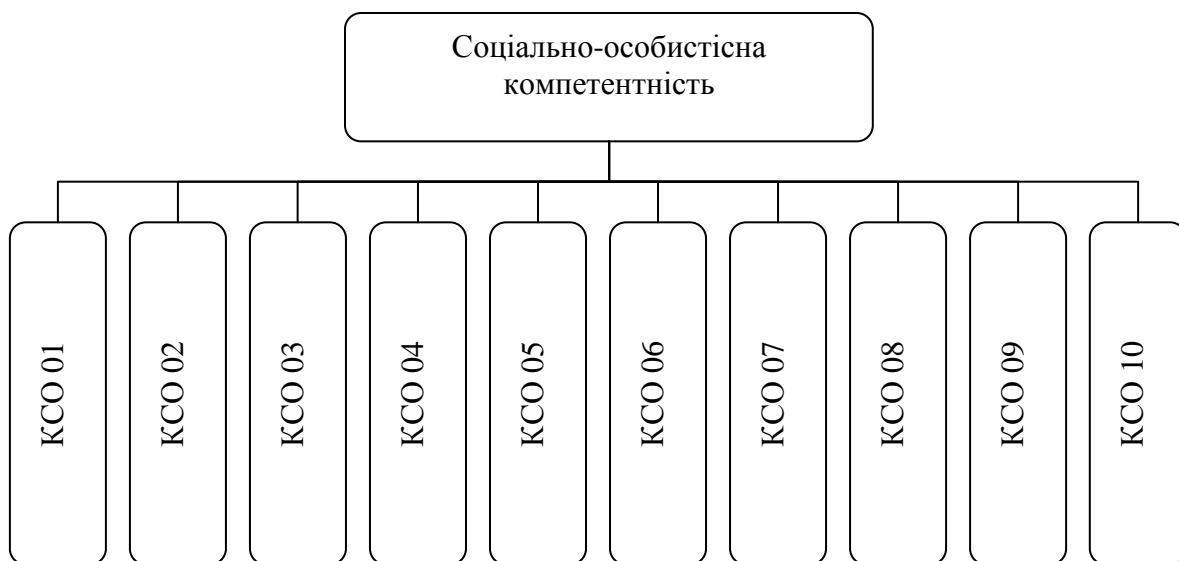 Соціально-особистісна
компетентність
КСО 01
КСО 02
КСО 03
КСО 04
КСО 05
КСО 06
КСО 07
КСО 08
КСО 09
КСО 10